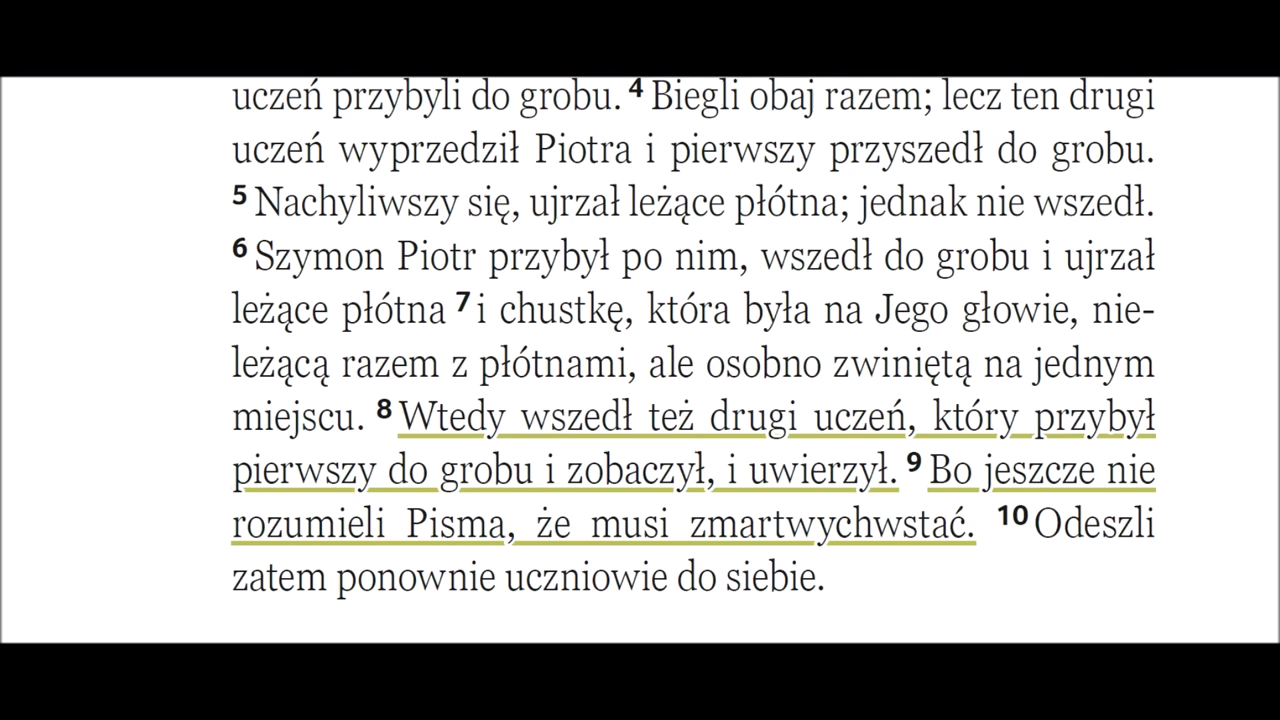 uczeń przybyli do grobu. 4 Biegli obaj razem; lecz ten drugi
uczeń wyprzedził Piotra i pierwszy przyszedł do grobu.
5 Nachyliwszy się, ujrzał leżące płótna; jednak nie wszedł.
6 Szymon Piotr przybył po nim, wszedł do grobu i ujrzał
leżące płótna 7 i chustkę, która była na Jego głowie, nie-
leżącą razem z płótnami, ale osobno zwiniętą na jednym
miejscu. 8 Wtedy wszedł też drugi uczeń, który przybył
pierwszy do grobu i zobaczył, i uwierzył. 9 Bo jeszcze nie
rozumieli Pisma, że musi zmartwychwstać. 10 Odeszli
zatem ponownie uczniowie do siebie.